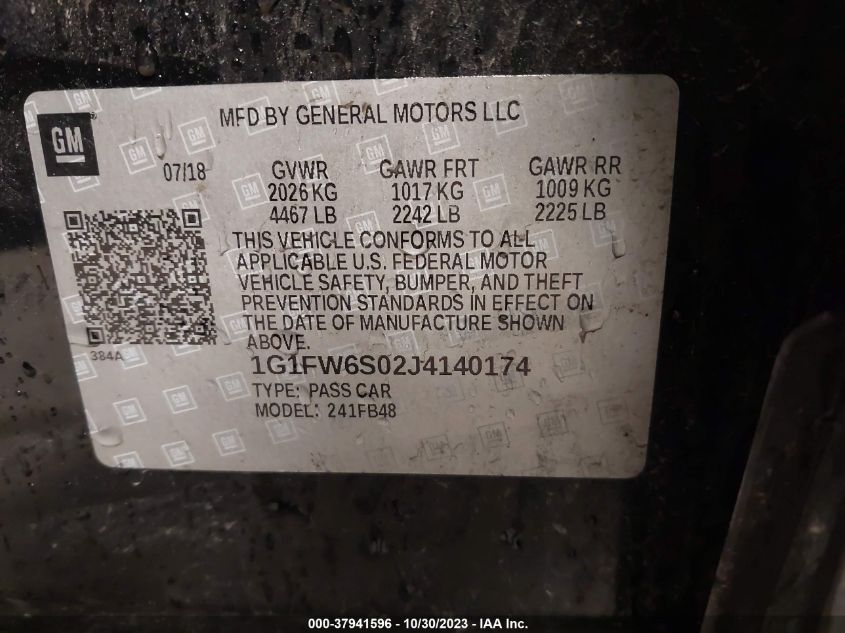 GM
MFD BY GENERAL MOTORS LLC
07/18
GVWR GAWR FRT GAWR RR
2026 KG 1017 KG 1009 KG
4467 LB 2242 LB 2225 LB
THIS VEHICLE CONFORMS TO ALL
APPLICABLE U.S. FEDERAL MOTOR
VEHICLE SAFETY, BUMPER, AND THEFT
PREVENTION STANDARDS IN EFFECT ON
THE DATE OF MANUFACTURE SHOWN
ABOVE.
384A
1G1FW6S02J4140174
TYPE: PASS CAR
MODEL: 241FB48
000-37941596 - 10/30/2023 - IAA Inc.